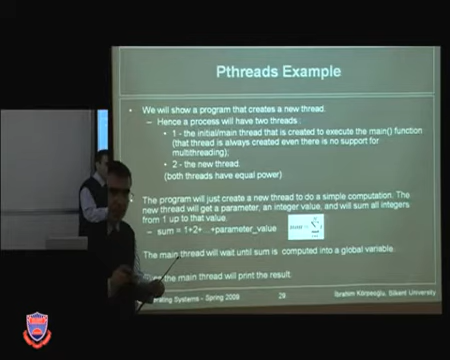 Pthreads Example
We will show a program that creates a new thread.
– Hence a process will have two threads :
• 1 - the initial/main thread that is created to execute the main() function
(that thread is always created even there is no support for
multithreading);
• 2 - the new thread.
(both threads have equal power)
The program will just create a new thread to do a simple computation. The
new thread will get a parameter, an integer value, and will sum all integers
from 1 up to that value.
– sum = 1+2+...+parameter_value
sum =
The main thread will wait until sum is computed into a global variable.
the main thread will print the result.
Systems - Spring 2009
29
İbrahim Körpeoğlu, Bilkent University